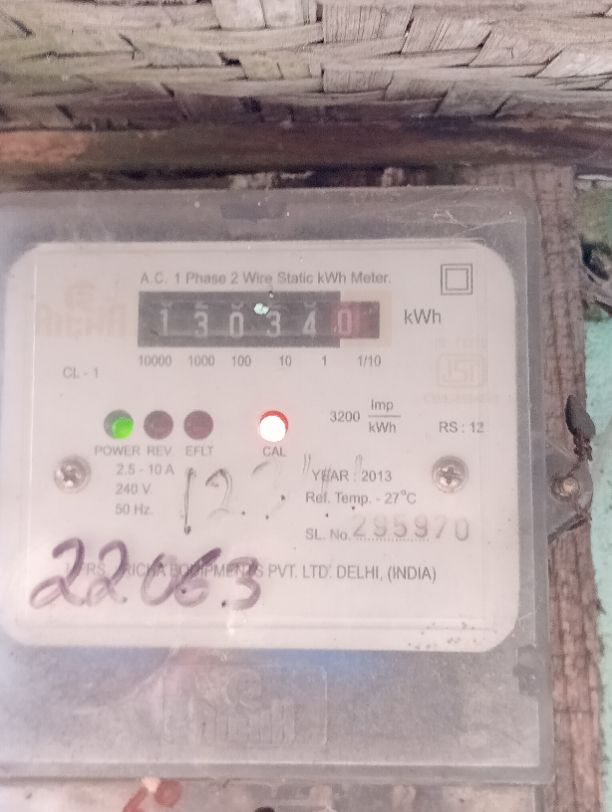 A.C. 1 Phase 2 Wire Static kWh Meter.
1 3 0 3 4 0 kWh
10000 1000 100 10 1 1/10
CL - 1
3200 Imp/kWh RS : 12
POWER REV EFLT CAL
2.5 - 10 A
240 V
50 Hz.
YEAR : 2013
Ref. Temp. - 27°C
SL. No. 295970
PVT. LTD. DELHI, (INDIA)
22063